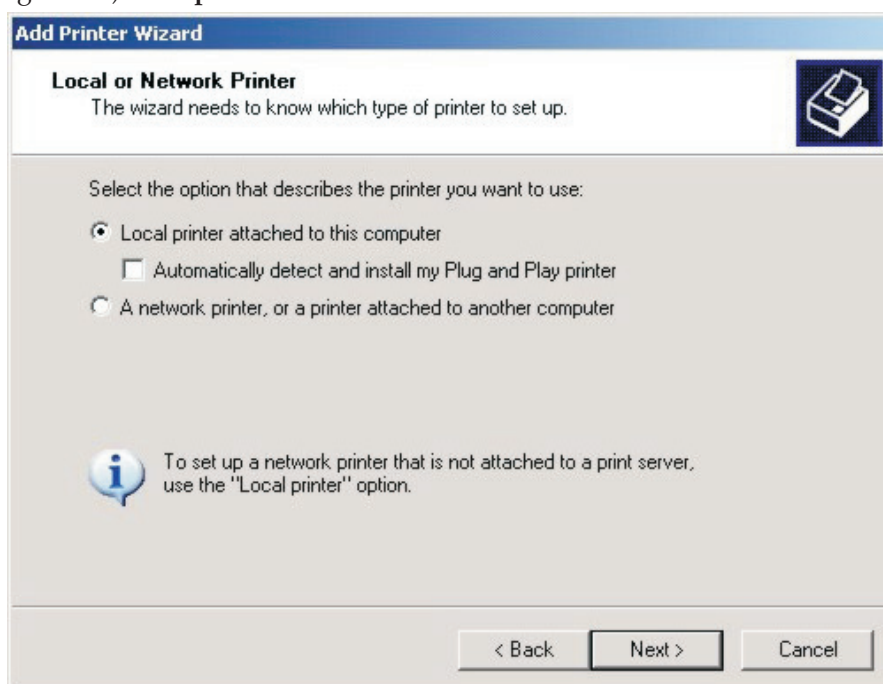 Add Printer Wizard
Local or Network Printer
The wizard needs to know which type of printer to set up.
Select the option that describes the printer you want to use:
Local printer attached to this computer
Automatically detect and install my Plug and Play printer
A network printer, or a printer attached to another computer
To set up a network printer that is not attached to a print server,
use the "Local printer" option.
< Back
Next >
Cancel